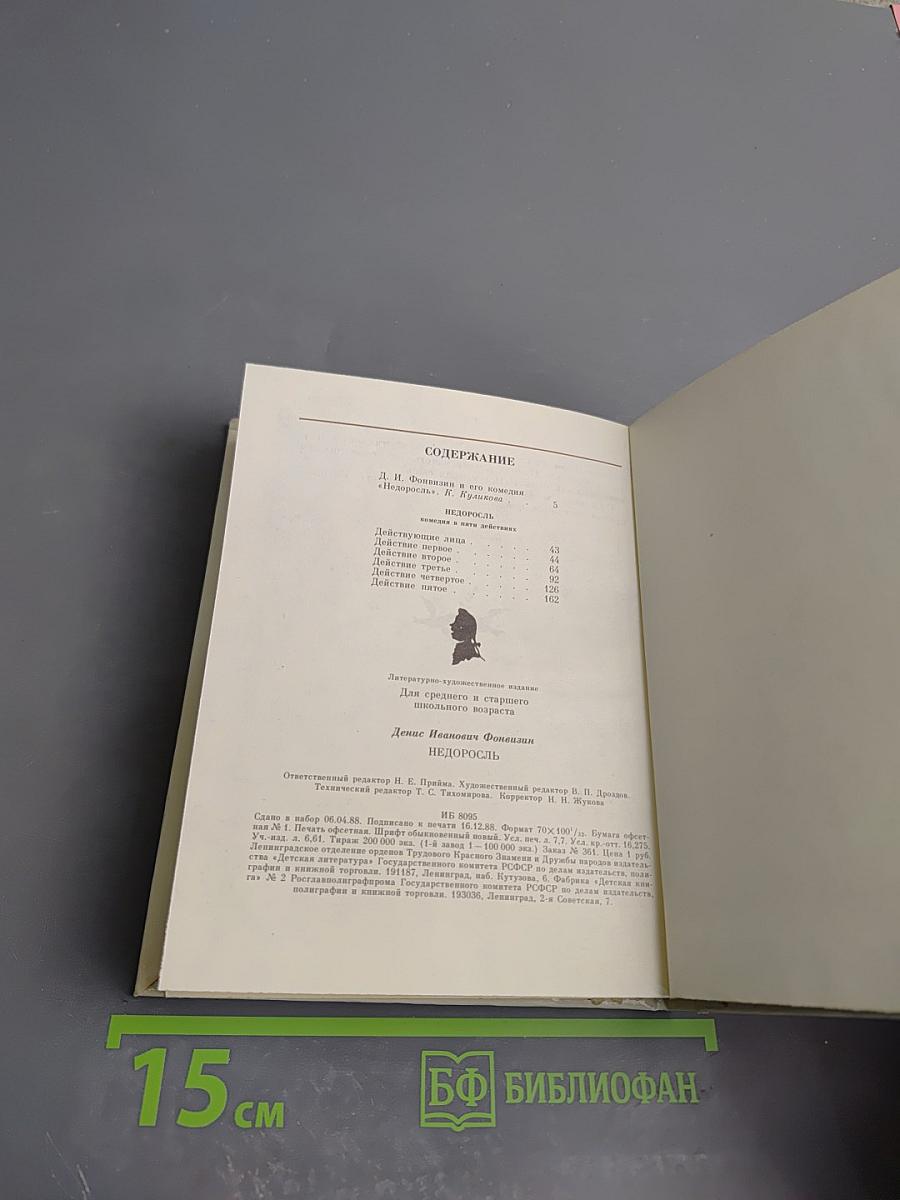 СОДЕРЖАНИЕ
Д. И. Фонвизин и его комедия
«Недоросль». К. Куликова . . 5
НЕДОРОСЛЬ
комедия в пяти действиях
Действующие лица . . . . . . 43
Действие первое . . . . . . 44
Действие второе . . . . . . 64
Действие третье . . . . . . 92
Действие четвертое . . . . . 126
Действие пятое . . . . . . 162
Литературно-художественное издание
Для среднего и старшего
школьного возраста
Денис Иванович Фонвизин
НЕДОРОСЛЬ
Ответственный редактор Н. Е. Прийма. Художественный редактор В. П. Дроздов.
Технический редактор Т. С. Тихомирова. Корректор Н. Н. Жукова
ИБ 8095
Сдано в набор 06.04.88. Подписано к печати 16.12.88. Формат 70×100¹/₃₂. Бумага офсет-
ная № 1. Печать офсетная. Шрифт обыкновенный новый. Усл. печ. л. 7,7. Усл. кр.-отт. 16,275.
Уч.-изд. л. 6,61. Тираж 200 000 экз. (1-й завод 1—100 000 экз.) Заказ № 361. Цена 1 руб.
Ленинградское отделение орденов Трудового Красного Знамени и Дружбы народов издатель-
ства «Детская литература» Государственного комитета РСФСР по делам издательств, поли-
графии и книжной торговли. 191187, Ленинград, наб. Кутузова, 6. Фабрика «Детская кни-
га» № 2 Росглавполиграфпрома Государственного комитета РСФСР по делам издательств,
полиграфии и книжной торговли. 193036, Ленинград, 2-я Советская, 7.
15 см
БФ БИБЛИОФАН